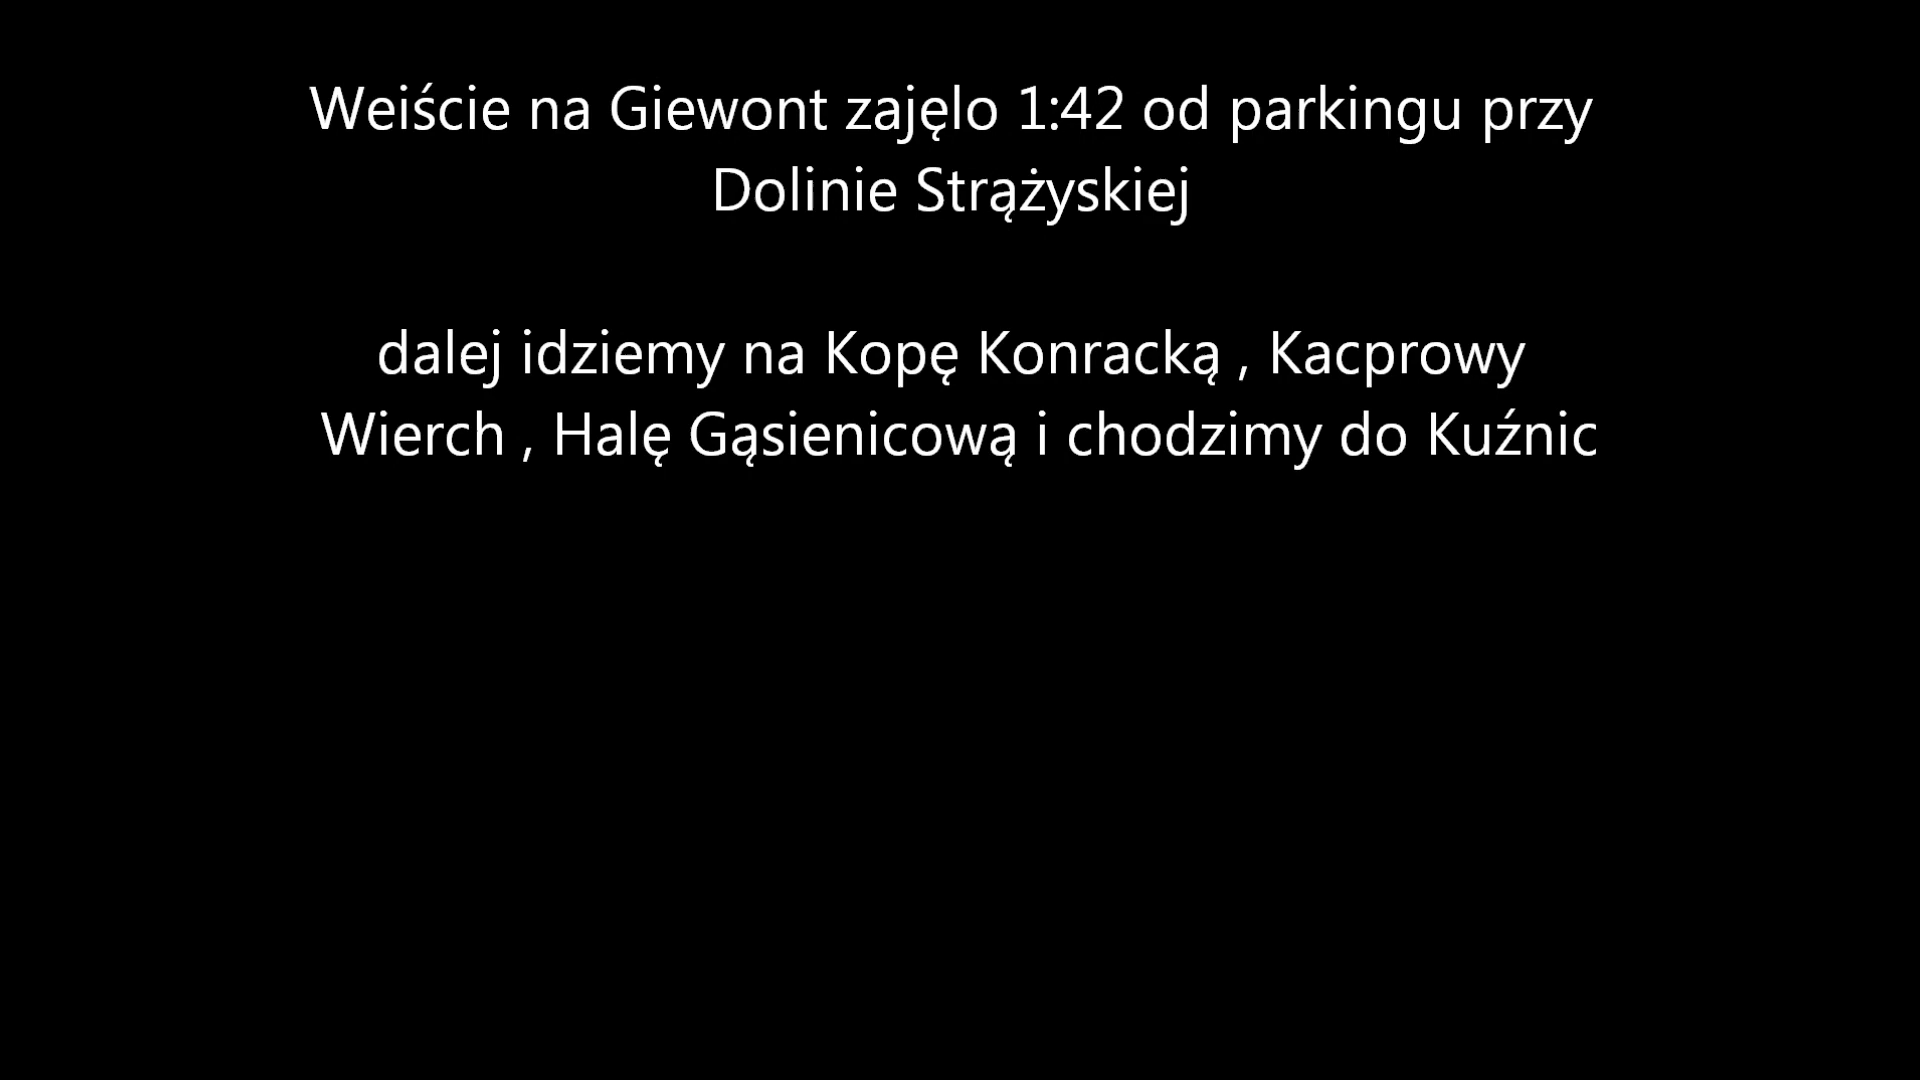 Weiście na Giewont zajęlo 1:42 od parkingu przy
Dolinie Strążyskiej
dalej idziemy na Kopę Konracką , Kacprowy
Wierch , Halę Gąsienicową i chodzimy do Kuźnic